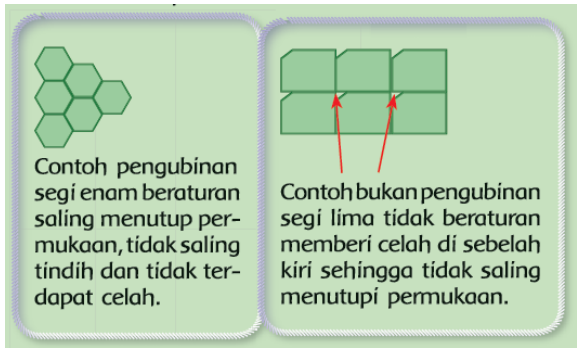 Contoh pengubinan
segi enam beraturan
saling menutup per-
mukaan, tidak saling
tindih dan tidak ter-
dapat celah.
Contoh bukan pengubinan
segi lima tidak beraturan
memberi celah di sebelah
kiri sehingga tidak saling
menutupi permukaan.